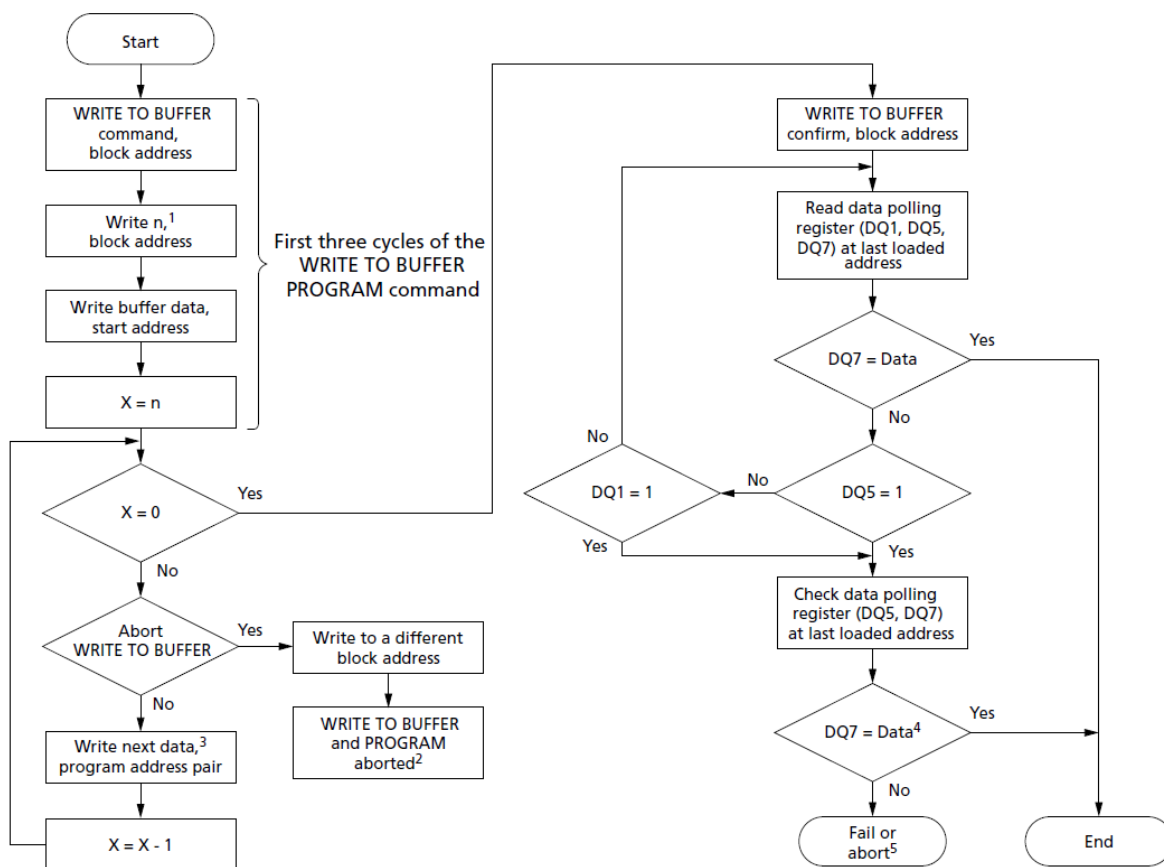 Start
WRITE TO BUFFER
command,
block address
Write n,¹
block address
Write buffer data,
start address
X = n
First three cycles of the
WRITE TO BUFFER
PROGRAM command
X = 0
Yes
No
Abort
WRITE TO BUFFER
Yes
No
Write to a different
block address
WRITE TO BUFFER
and PROGRAM
aborted²
Write next data,³
program address pair
X = X - 1
WRITE TO BUFFER
confirm, block address
Read data polling
register (DQ1, DQ5,
DQ7) at last loaded
address
DQ7 = Data
Yes
No
DQ5 = 1
No
Yes
DQ1 = 1
No
Yes
Check data polling
register (DQ5, DQ7)
at last loaded address
DQ7 = Data⁴
Yes
No
Fail or
abort⁵
End